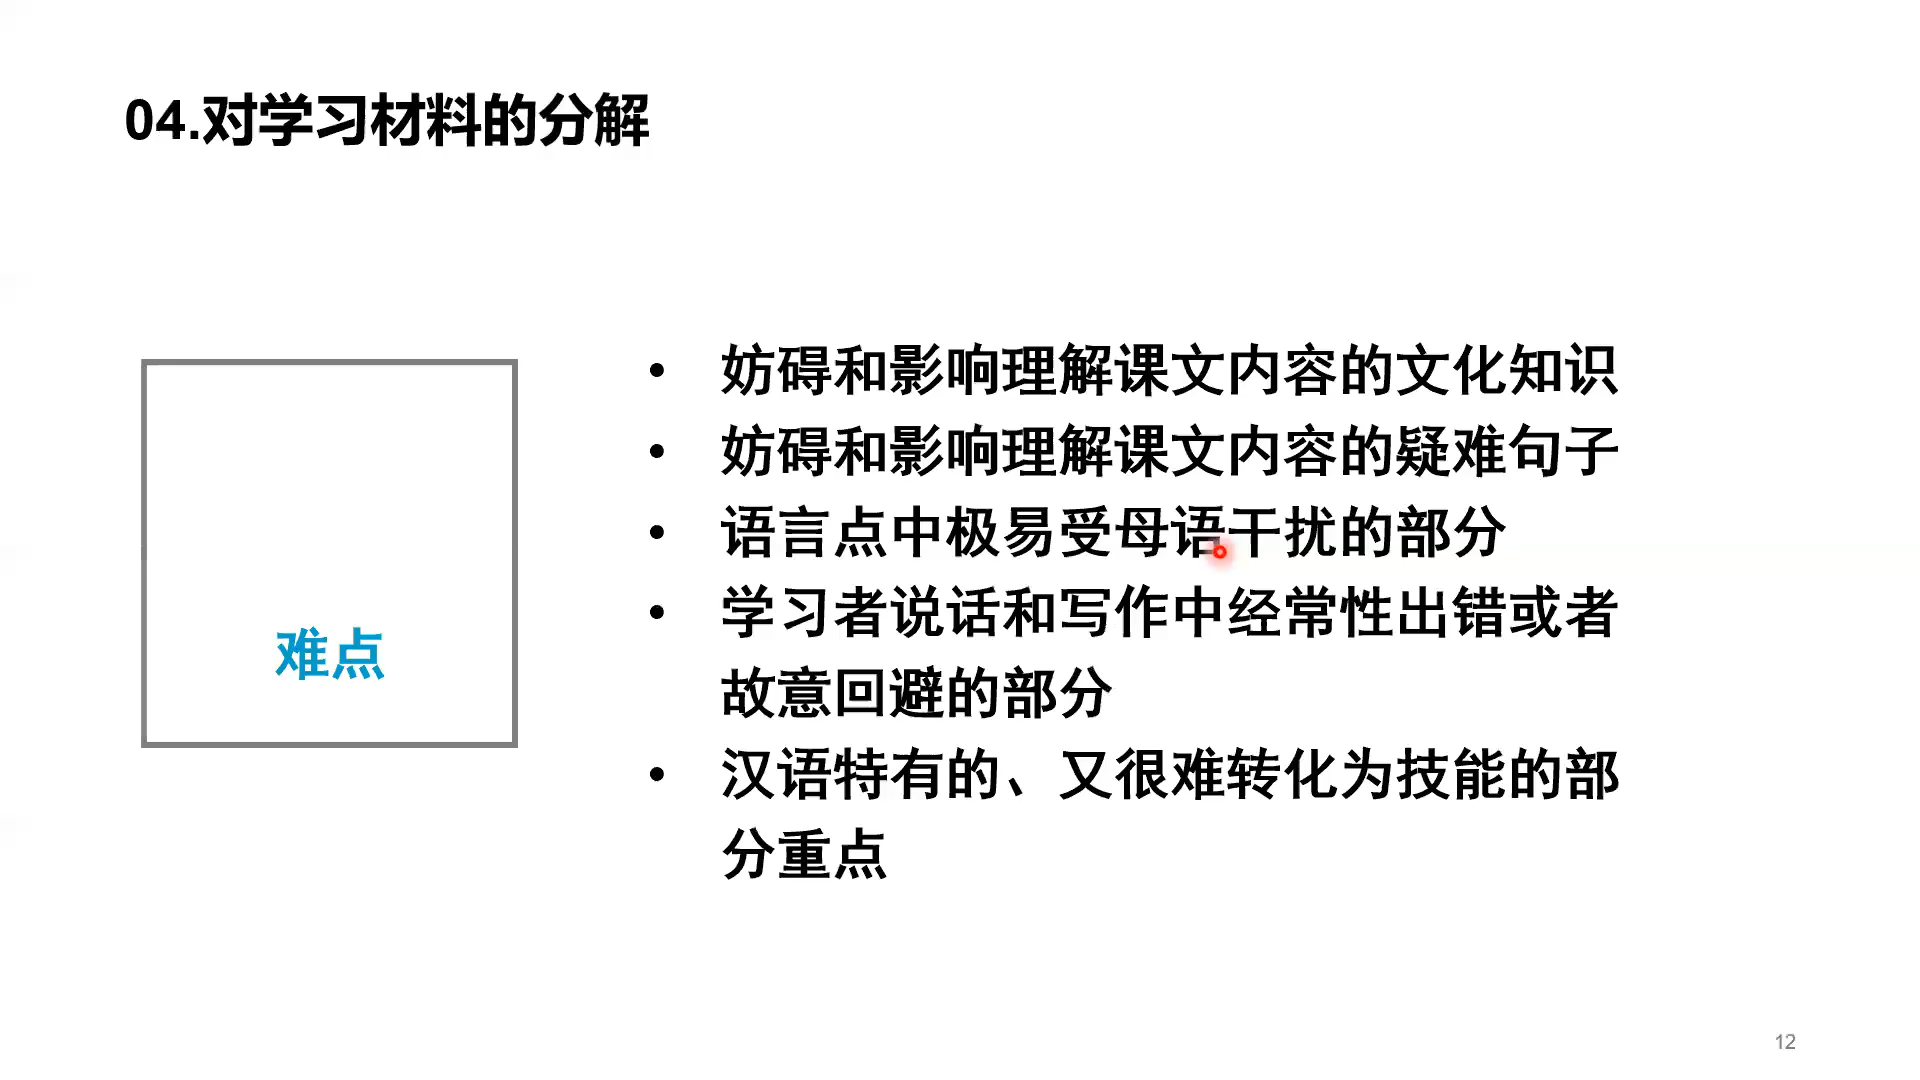 04.对学习材料的分解
难点
• 妨碍和影响理解课文内容的文化知识
• 妨碍和影响理解课文内容的疑难句子
• 语言点中极易受母语干扰的部分
• 学习者说话和写作中经常性出错或者
故意回避的部分
• 汉语特有的、又很难转化为技能的部
分重点
12